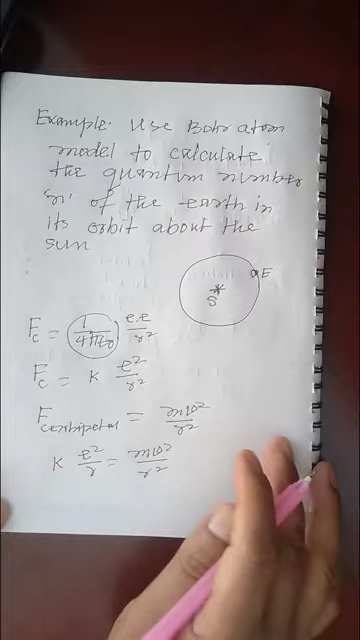 Example: Use Bohr atom
model to calculate
the quantum number
'n' of the earth in
its orbit about the
sun
E
S
F_c = (1/4πε₀) e.e/r²
F_c = K e²/r²
F_centripetal = mv²/r²
K e²/r = mv²/r²